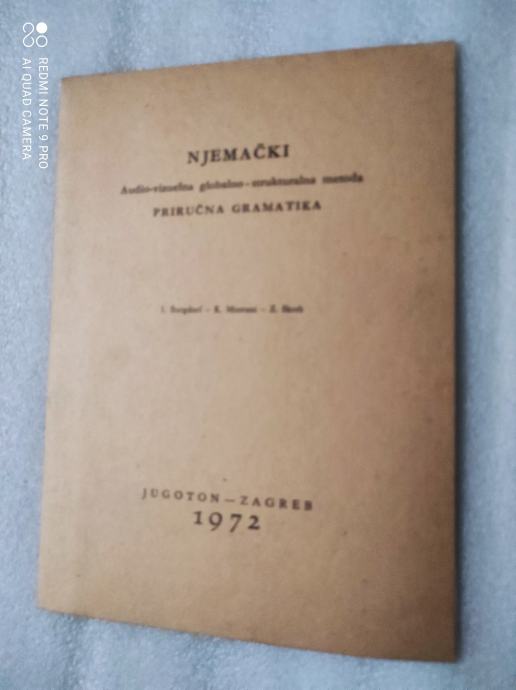 REDMI NOTE 9 PRO
AI QUAD CAMERA
NJEMAČKI
Audio-vizuelna globalno-strukturalna metoda
PRIRUČNA GRAMATIKA
JUGOTON — ZAGREB
1972